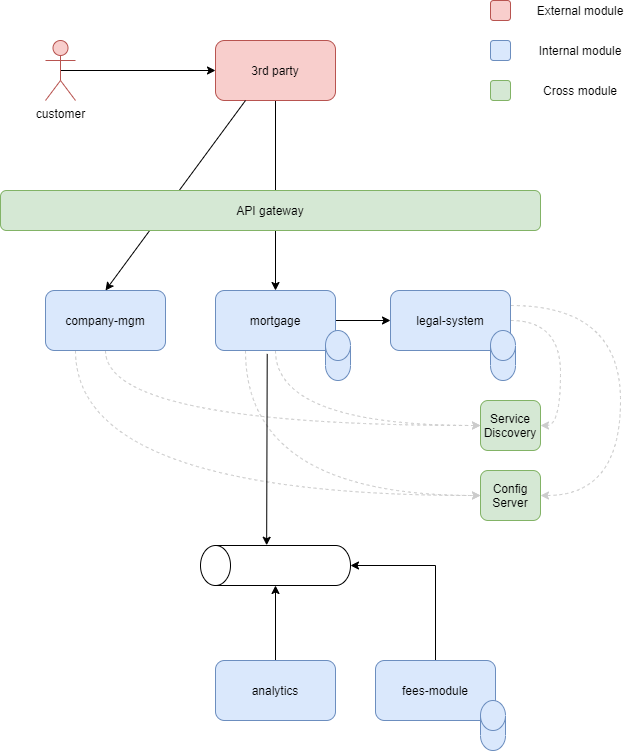 External module
Internal module
Cross module
3rd party
customer
API gateway
company-mgm
mortgage
legal-system
Service
Discovery
Config
Server
analytics
fees-module